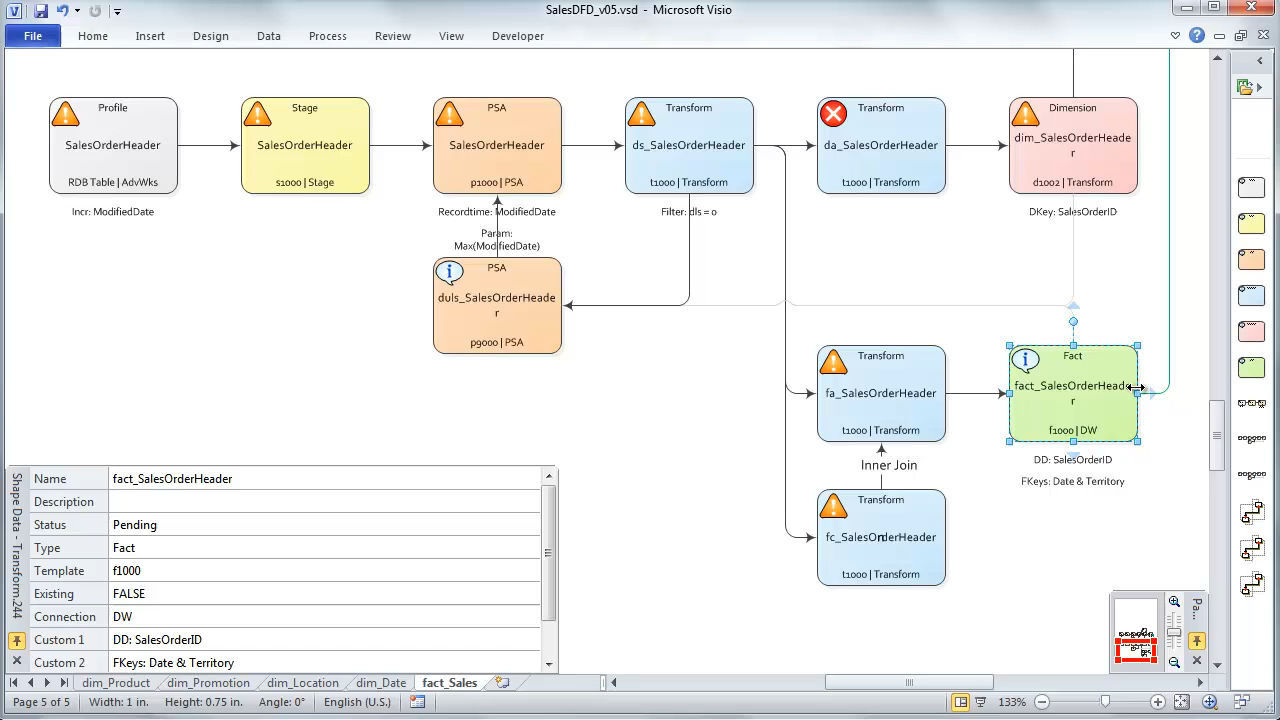 SalesDFD_v05.vsd - Microsoft Visio
File Home Insert Design Data Process Review View Developer
Profile
SalesOrderHeader
RDB Table | AdvWks
Incr: ModifiedDate
Stage
SalesOrderHeader
s1000 | Stage
PSA
SalesOrderHeader
p1000 | PSA
Recordtime: ModifiedDate
Param:
Max(ModifiedDate)
Transform
ds_SalesOrderHeader
t1000 | Transform
Filter: dls = 0
Transform
da_SalesOrderHeader
t1000 | Transform
Dimension
dim_SalesOrderHeade
r
d1002 | Transform
DKey: SalesOrderID
PSA
duls_SalesOrderHeade
r
p9000 | PSA
Transform
fa_SalesOrderHeader
t1000 | Transform
Fact
fact_SalesOrderHeade
r
f1000 | DW
DD: SalesOrderID
FKeys: Date & Territory
Inner Join
Transform
fc_SalesOrderHeader
t1000 | Transform
Shape Data - Transform.244
Name fact_SalesOrderHeader
Description
Status Pending
Type Fact
Template f1000
Existing FALSE
Connection DW
Custom 1 DD: SalesOrderID
Custom 2 FKeys: Date & Territory
Pa...
dim_Product dim_Promotion dim_Location dim_Date fact_Sales
Page 5 of 5 Width: 1 in. Height: 0.75 in. Angle: 0° English (U.S.) 133%